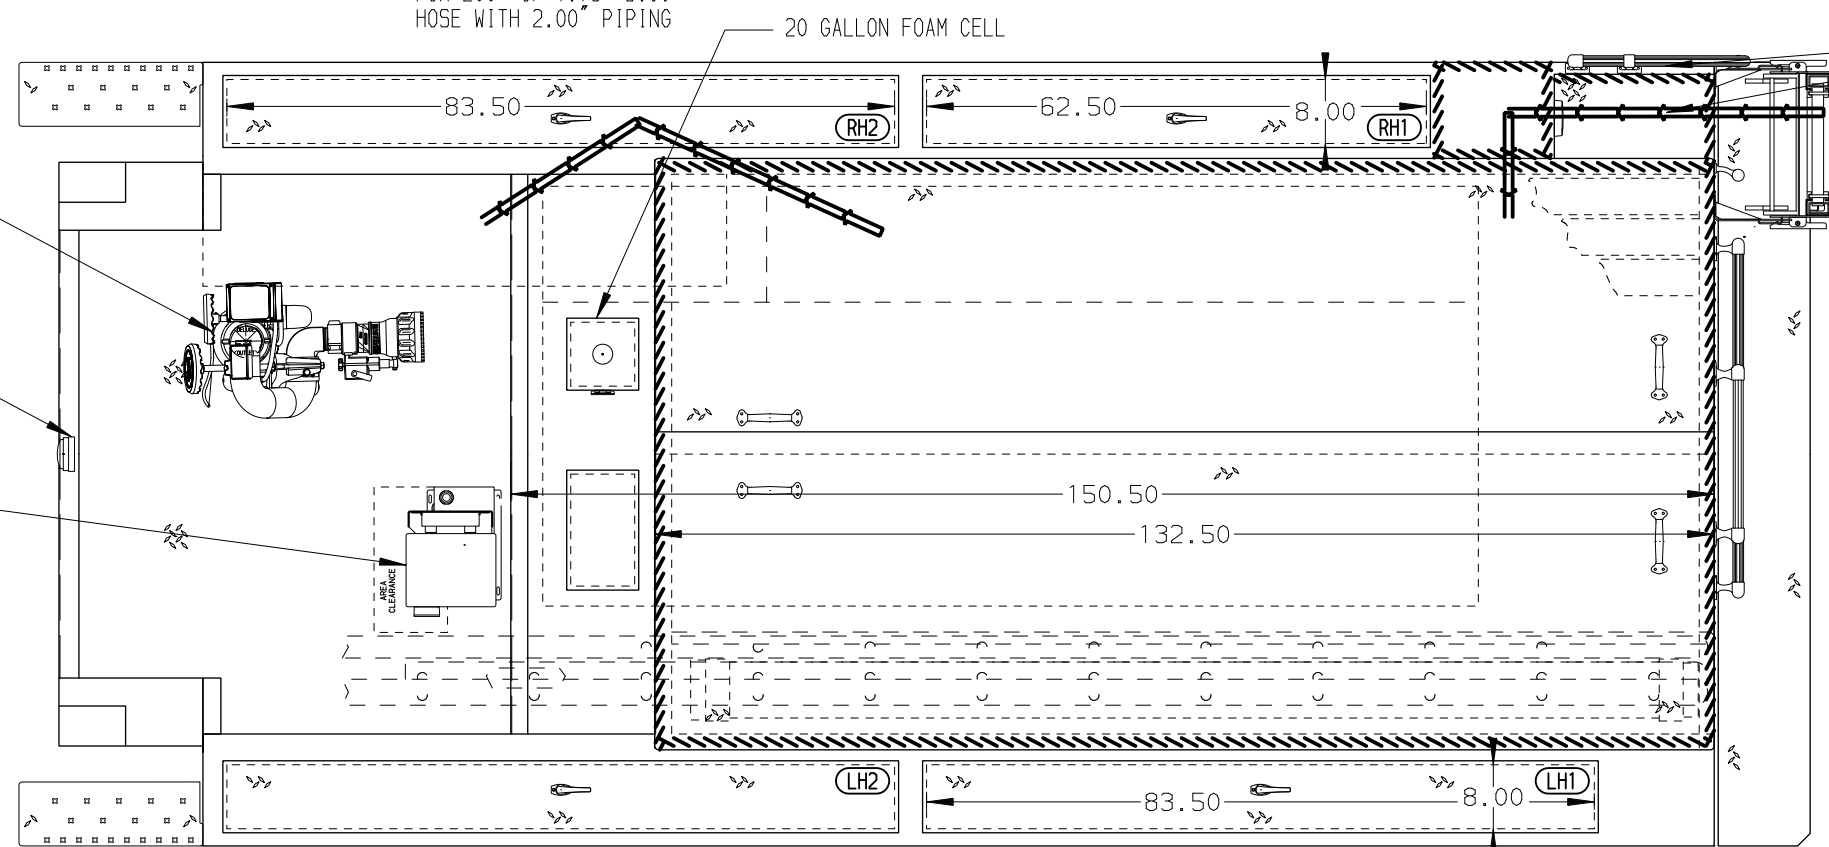 HOSE WITH 2.00" PIPING
20 GALLON FOAM CELL
83.50
62.50
8.00
RH2
RH1
OUTLET
150.50
132.50
AREA
CLEARANCE
LH2
LH1
83.50
8.00